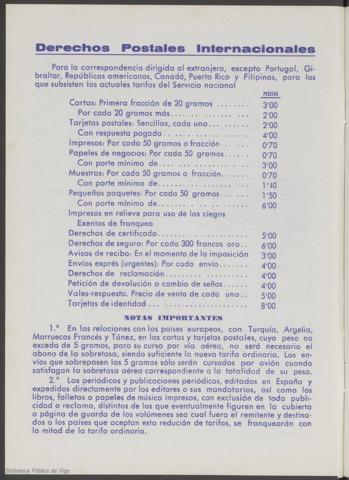 Derechos Postales Internacionales
Para la correspondencia dirigida al extranjero, excepto Portugal, Gi-
braltar, Repúblicas americanas, Canadá, Puerto Rico y Filipinas, para las
que subsisten los actuales tarifas del Servicio nacional
PESETAS
Cartas: Primera fracción de 20 gramos ........ 3'00
Por cada 20 gramos más ....... ... ... 2'00
Tarjetas postales: Sencillas, cada una ........ 2'00
Con respuesta pagada .. ... ... ... ... 4'00
Impresos: Por cada 50 gramos o fracción .. ... 0'70
Papeles de negocios: Por cada 50 gramos..... . 0'70
Con porte mínimo de .... ... ... ... ... 3'00
Muestras: Por cada 50 gramos o fracción..... . 0'70
Con porte mínimo de..... ... ... ... ... 1'40
Pequeños paquetes: Por cada 50 gramos... ... 1'50
Con porte mínimo de..... .. .. .. ... ... 6'00
Impresos en relieve para uso de los ciegos
Exentos de franqueo
Derechos de certificado..... ... ... ... ... 5'00
Derechos de seguro: Por cada 300 francos oro.. 6'00
Avisos de recibo: En el momento de la imposición 3'00
Envíos exprés (urgentes): Por cada envío....... 4'00
Derechos de reclamación......... ......... 4'00
Petición de devolución o cambio de señas...... 4'00
Vales-respuesta. Precio de venta de cada uno.. 5'00
Tarjetas de identidad ... ................ 8'00
NOTAS IMPORTANTES
1.ª En las relaciones con los países europeos, con Turquía, Argelia,
Marruecos Francés y Túnez, en las cartas y tarjetas postales, cuyo peso no
exceda de 5 gramos, para su curso por vía aérea, no será necesario el
abono de la sobretasa, siendo suficiente la nueva tarifa ordinaria. Los en-
víos que sobrepasen los 5 gramos sólo serán cursados por avión cuando
satisfagan la sobretasa aérea correspondiente a la totalidad de su peso.
2.ª Los periódicos y publicaciones periódicos, editados en España y
expedidos directamente por los editores o sus mandatarios, así como los
libros, folletos o papeles de música impresos, con exclusión de toda publi-
cidad o reclamo, distintos de los que eventualmente figuren en la cubierta
o página de guarda de los volúmenes sea cual fuera el remitente y destina-
dos a los países que acepten esta reducción de tarifas, se franquearán con
la mitad de la tarifa ordinaria.
Biblioteca Pública de Vigo